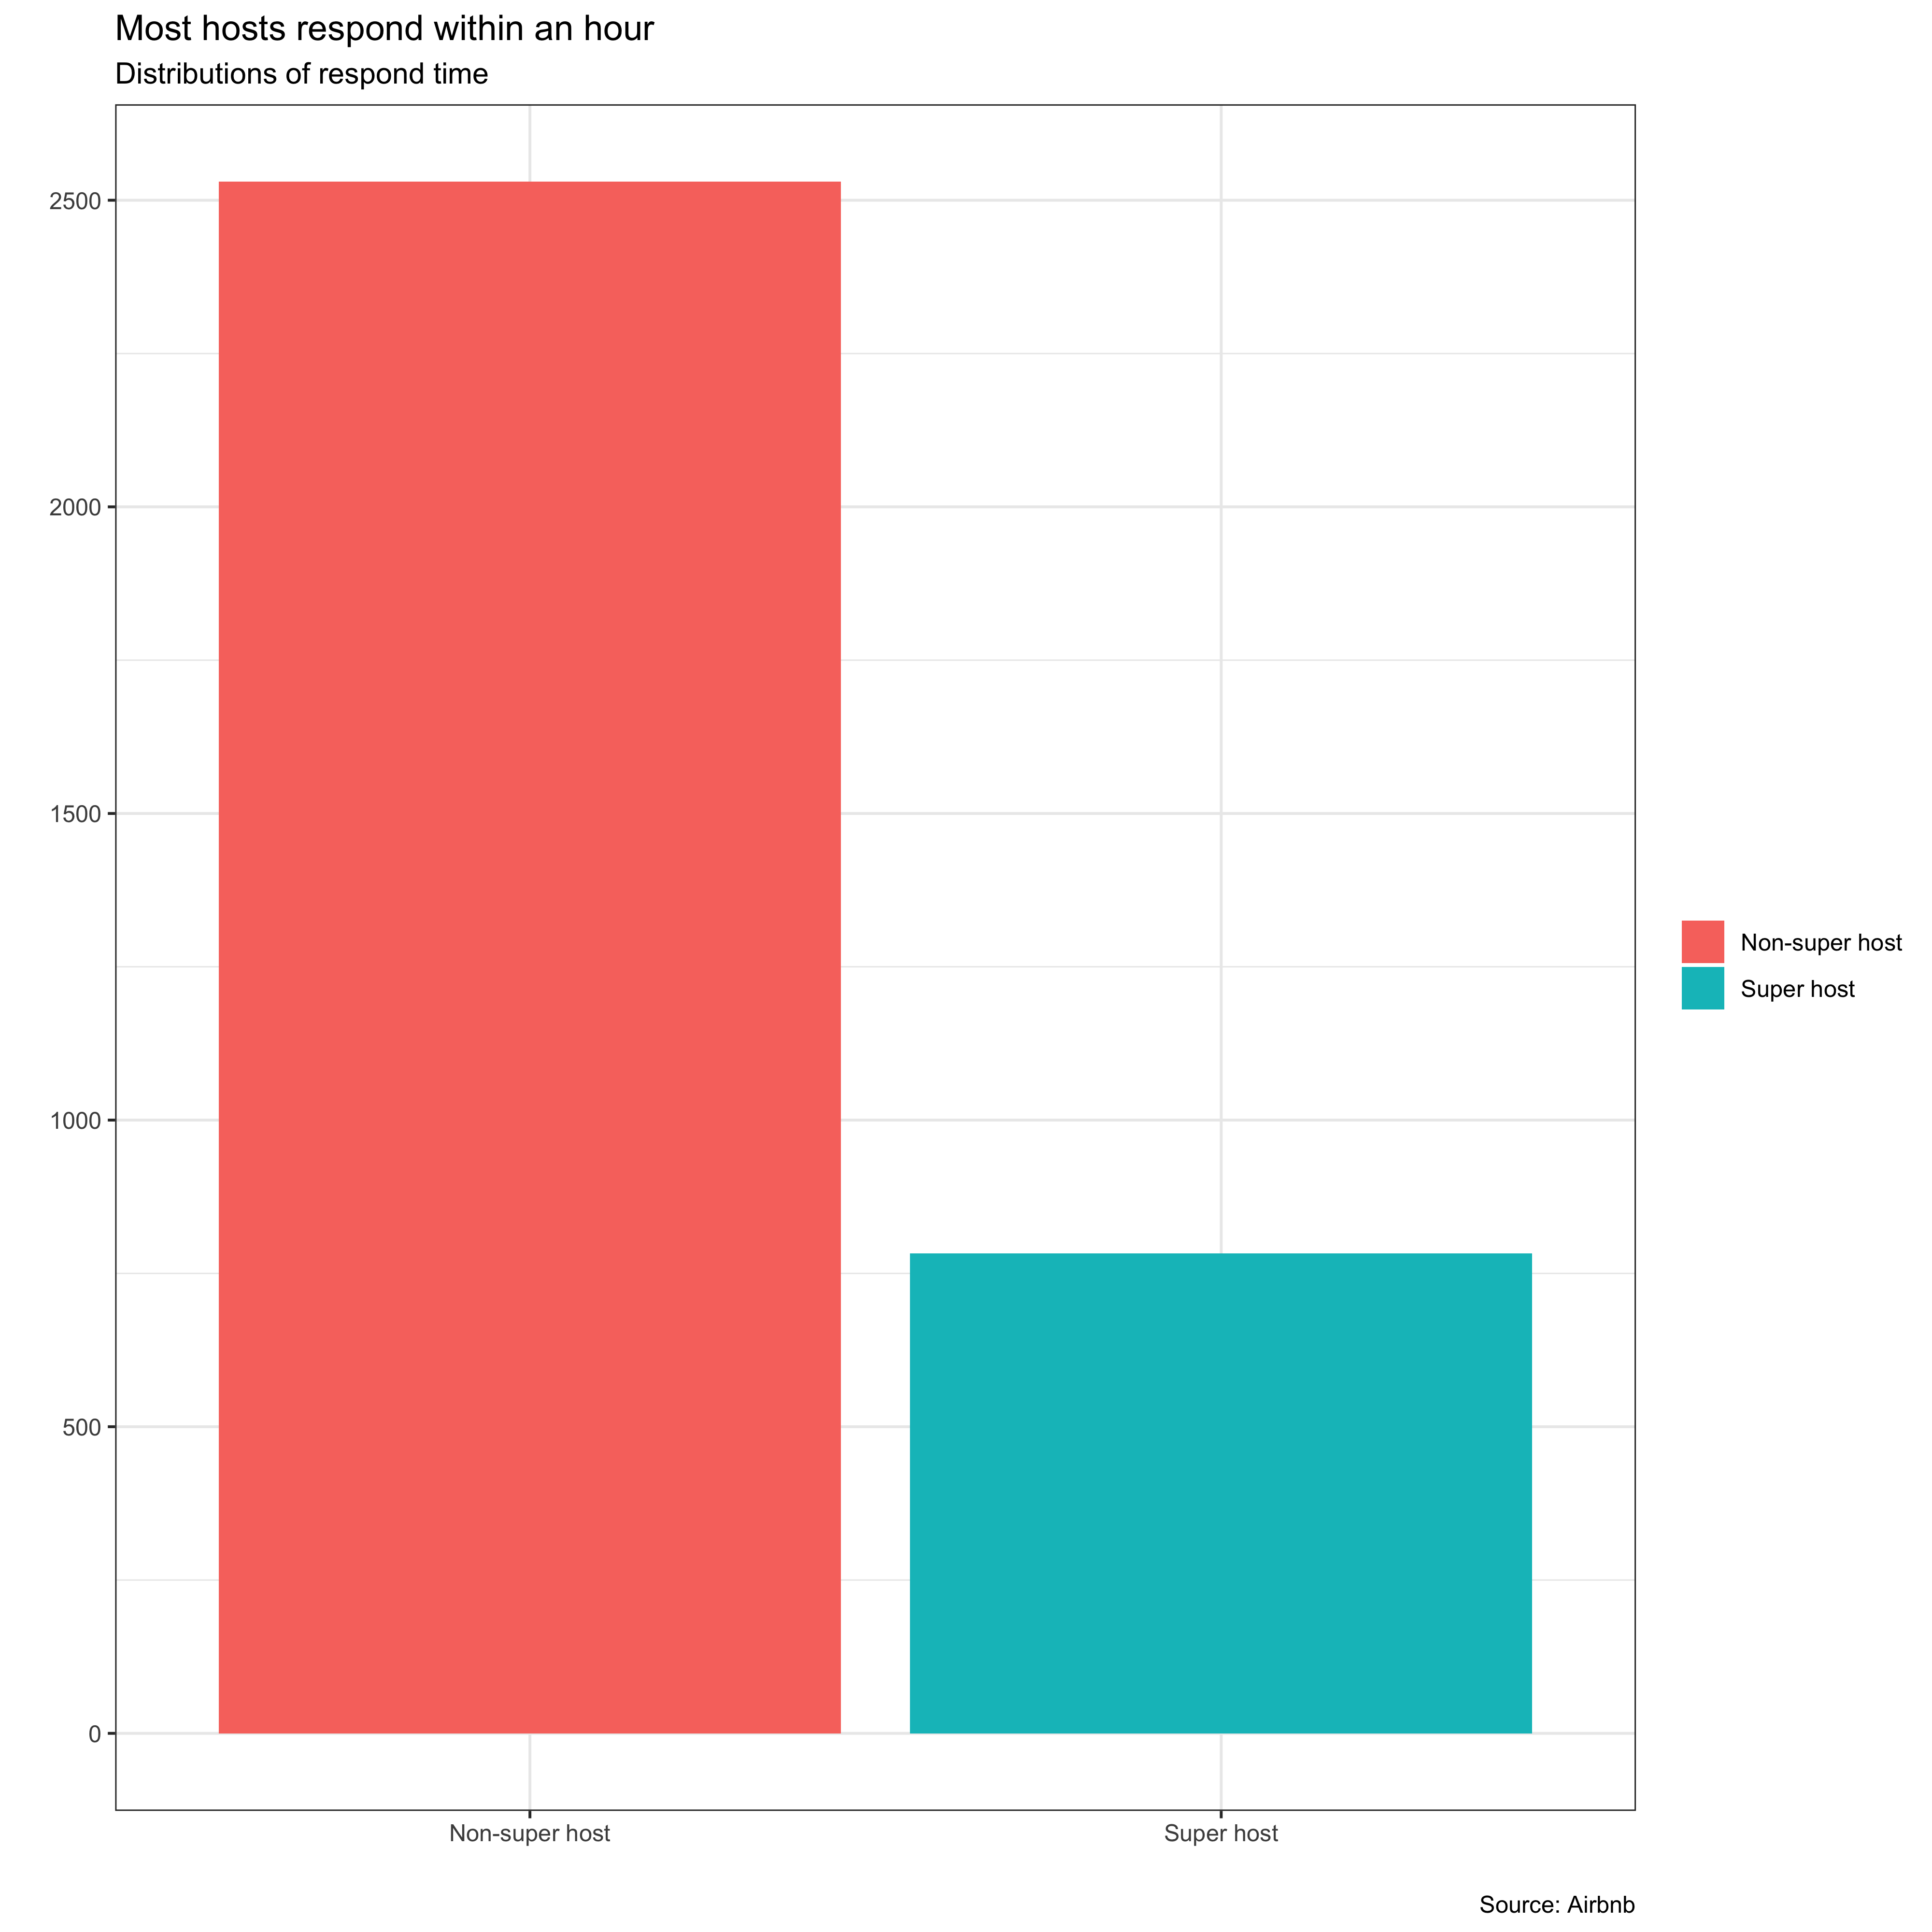 Most hosts respond within an hour
Distributions of respond time
2500
2000
1500
1000
500
0
Non-super host
Super host
Non-super host
Super host
Source: Airbnb